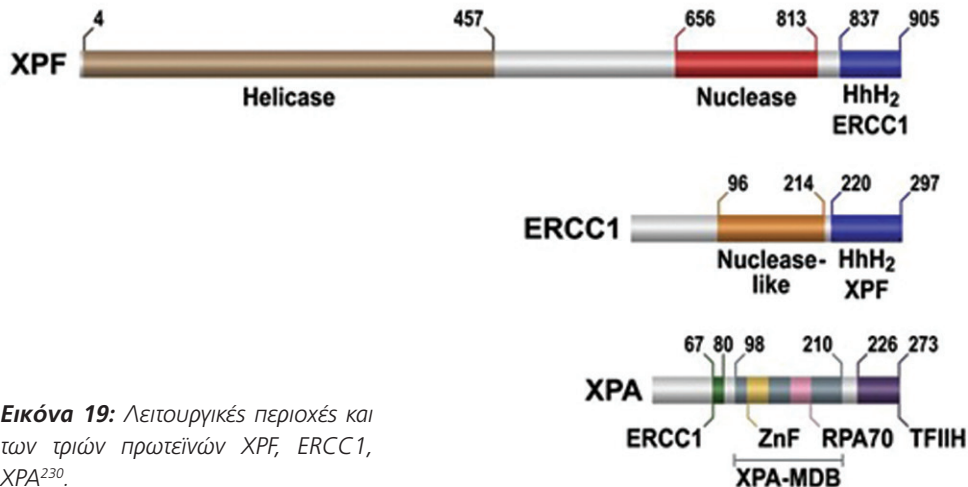 4 457 656 813 837 905
XPF
Helicase Nuclease HhH₂
ERCC1
96 214 220 297
ERCC1
Nuclease- HhH₂
like XPF
67 80 98 210 226 273
XPA
ERCC1 ZnF RPA70 TFIIH
XPA-MDB
Εικόνα 19: Λειτουργικές περιοχές και
των τριών πρωτεϊνών XPF, ERCC1,
XPA²³⁰.